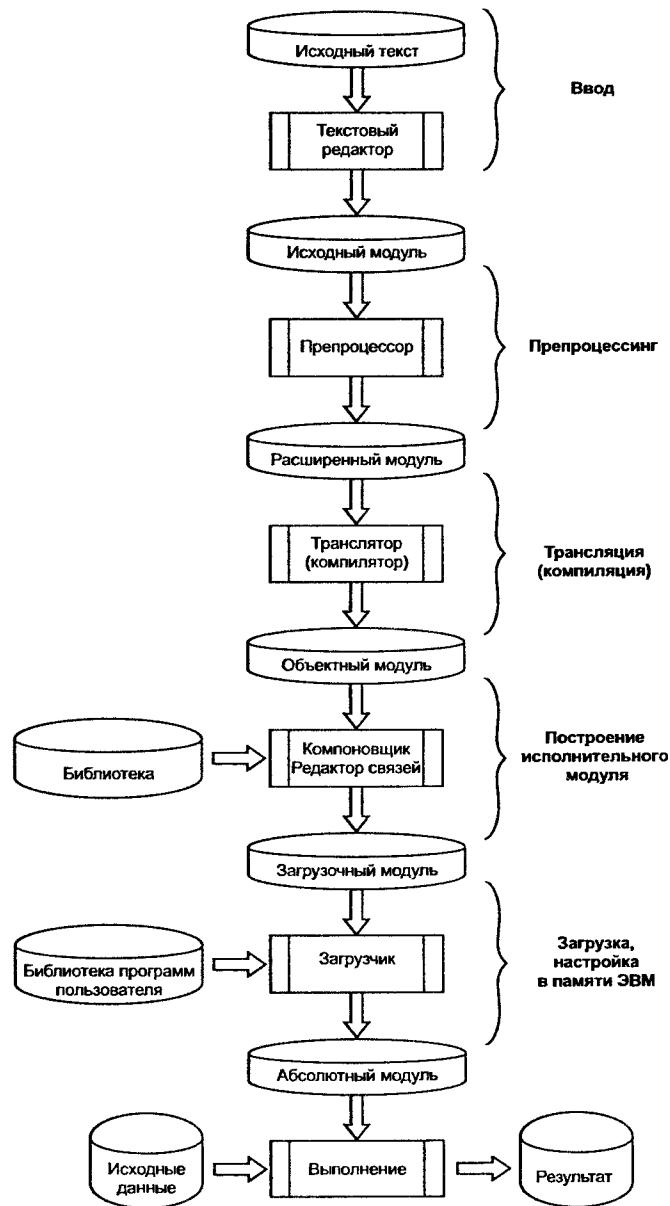 Исходный текст
Ввод
Текстовый
редактор
Исходный модуль
Препроцессор
Препроцессинг
Расширенный модуль
Транслятор
(компилятор)
Трансляция
(компиляция)
Объектный модуль
Библиотека
Компоновщик
Редактор связей
Построение
исполнительного
модуля
Загрузочный модуль
Библиотека программ
пользователя
Загрузчик
Загрузка,
настройка
в памяти ЭВМ
Абсолютный модуль
Исходные
данные
Выполнение
Результат